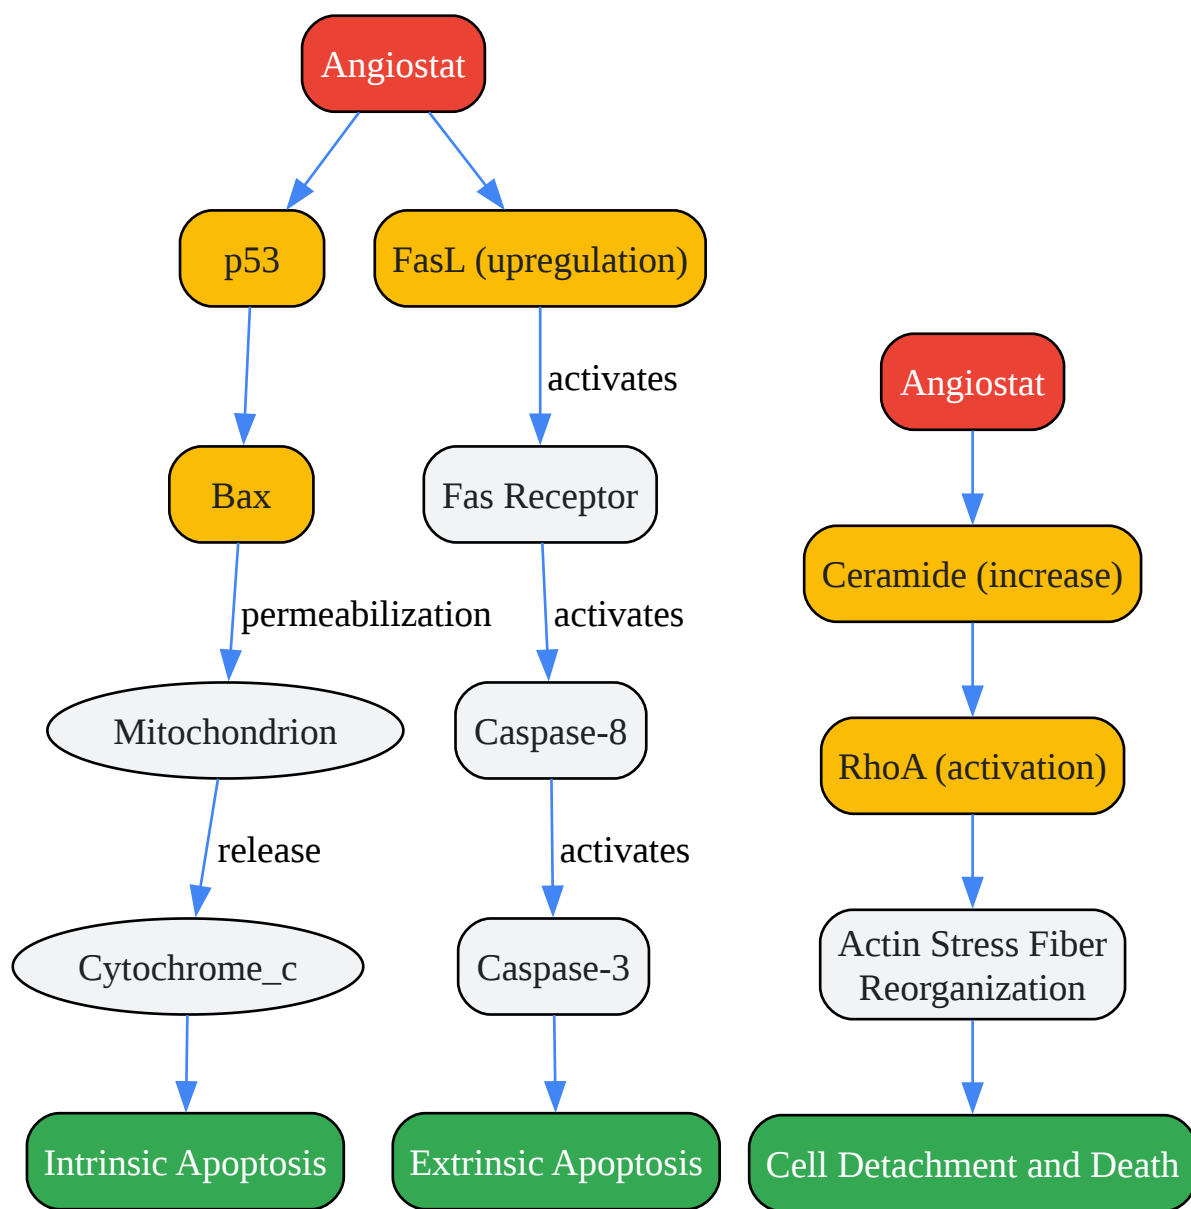 Angiostat
p53
FasL (upregulation)
activates
Bax
Fas Receptor
permeabilization
activates
Mitochondrion
Caspase-8
release
activates
Cytochrome_c
Caspase-3
Intrinsic Apoptosis
Extrinsic Apoptosis
Angiostat
Ceramide (increase)
RhoA (activation)
Actin Stress Fiber
Reorganization
Cell Detachment and Death